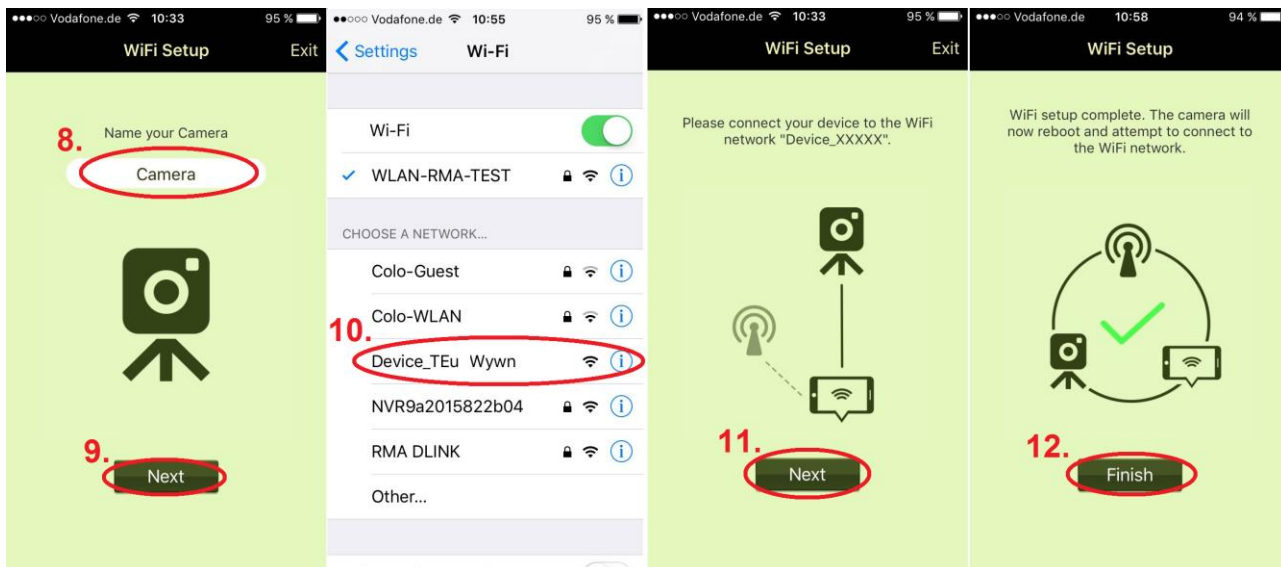 Vodafone.de 10:33 95 %
WiFi Setup Exit
8.
Name your Camera
Camera
9.
Next
Vodafone.de 10:55 95 %
Settings Wi-Fi
Wi-Fi
WLAN-RMA-TEST
CHOOSE A NETWORK...
Colo-Guest
Colo-WLAN
10.
Device_TEu Wywn
NVR9a2015822b04
RMA DLINK
Other...
Vodafone.de 10:33 95 %
WiFi Setup Exit
Please connect your device to the WiFi
network "Device_XXXXX".
11.
Next
Vodafone.de 10:58 94 %
WiFi Setup
WiFi setup complete. The camera will
now reboot and attempt to connect to
the WiFi network.
12.
Finish